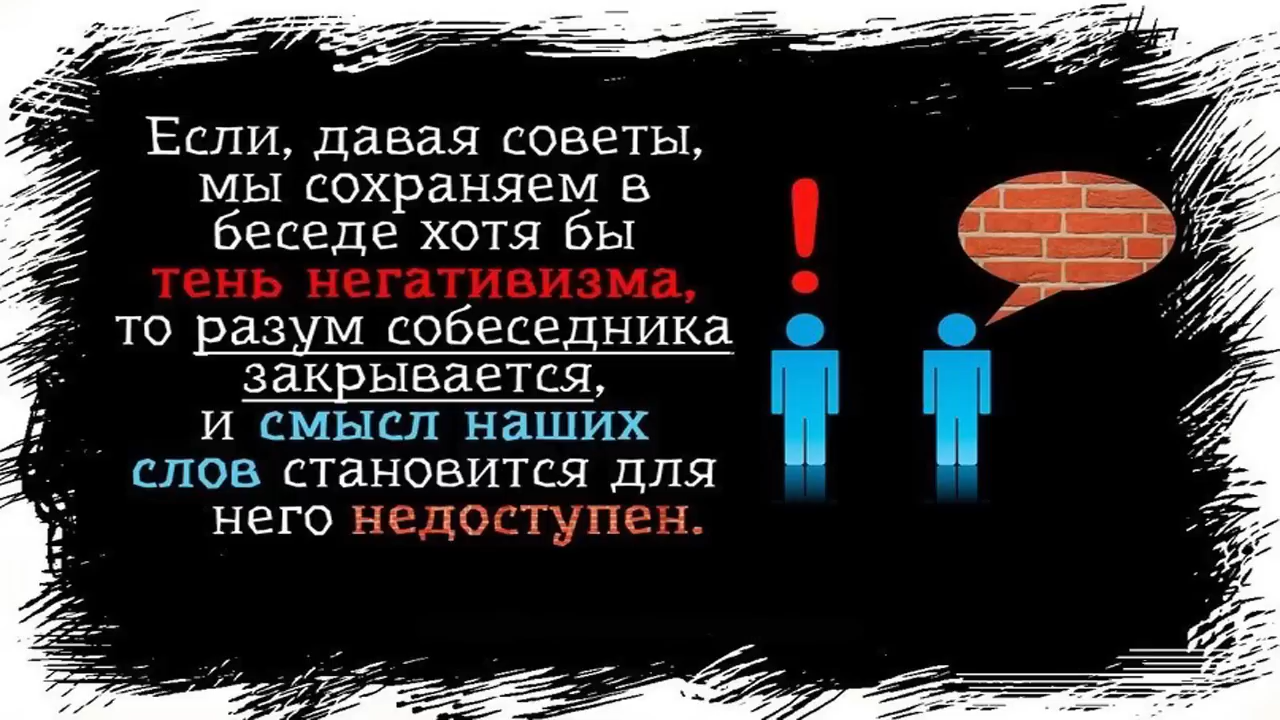 Если, давая советы,
мы сохраняем в
беседе хотя бы
тень негативизма,
то разум собеседника
закрывается,
и смысл наших
слов становится для
него недоступен.
!